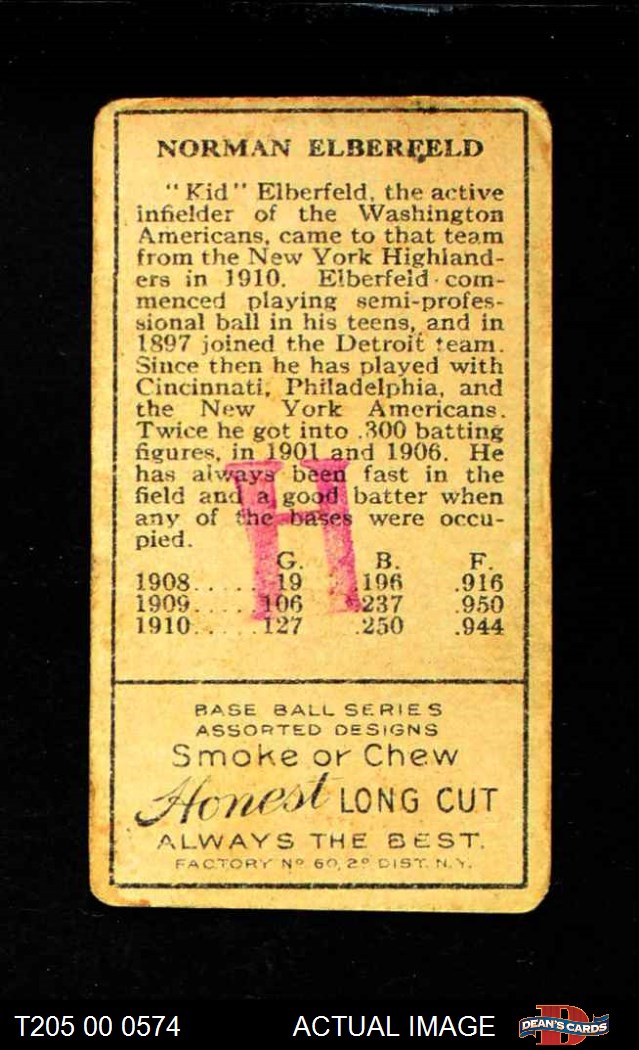 NORMAN ELBERFELD
"Kid" Elberfeld, the active
infielder of the Washington
Americans, came to that team
from the New York Highland-
ers in 1910. Elberfeld com-
menced playing semi-profes-
sional ball in his teens, and in
1897 joined the Detroit team.
Since then he has played with
Cincinnati, Philadelphia, and
the New York Americans.
Twice he got into .300 batting
figures, in 1901 and 1906. He
has always been fast in the
field and a good batter when
any of the bases were occu-
pied.
H
G. B. F.
1908..... 19 .196 .916
1909.... 106 .237 .950
1910..... 127 .250 .944
BASE BALL SERIES
ASSORTED DESIGNS
Smoke or Chew
Honest LONG CUT
ALWAYS THE BEST.
FACTORY Nº 60, 2º DIST. N.Y.
T205 00 0574 ACTUAL IMAGE D DEAN'S CARDS